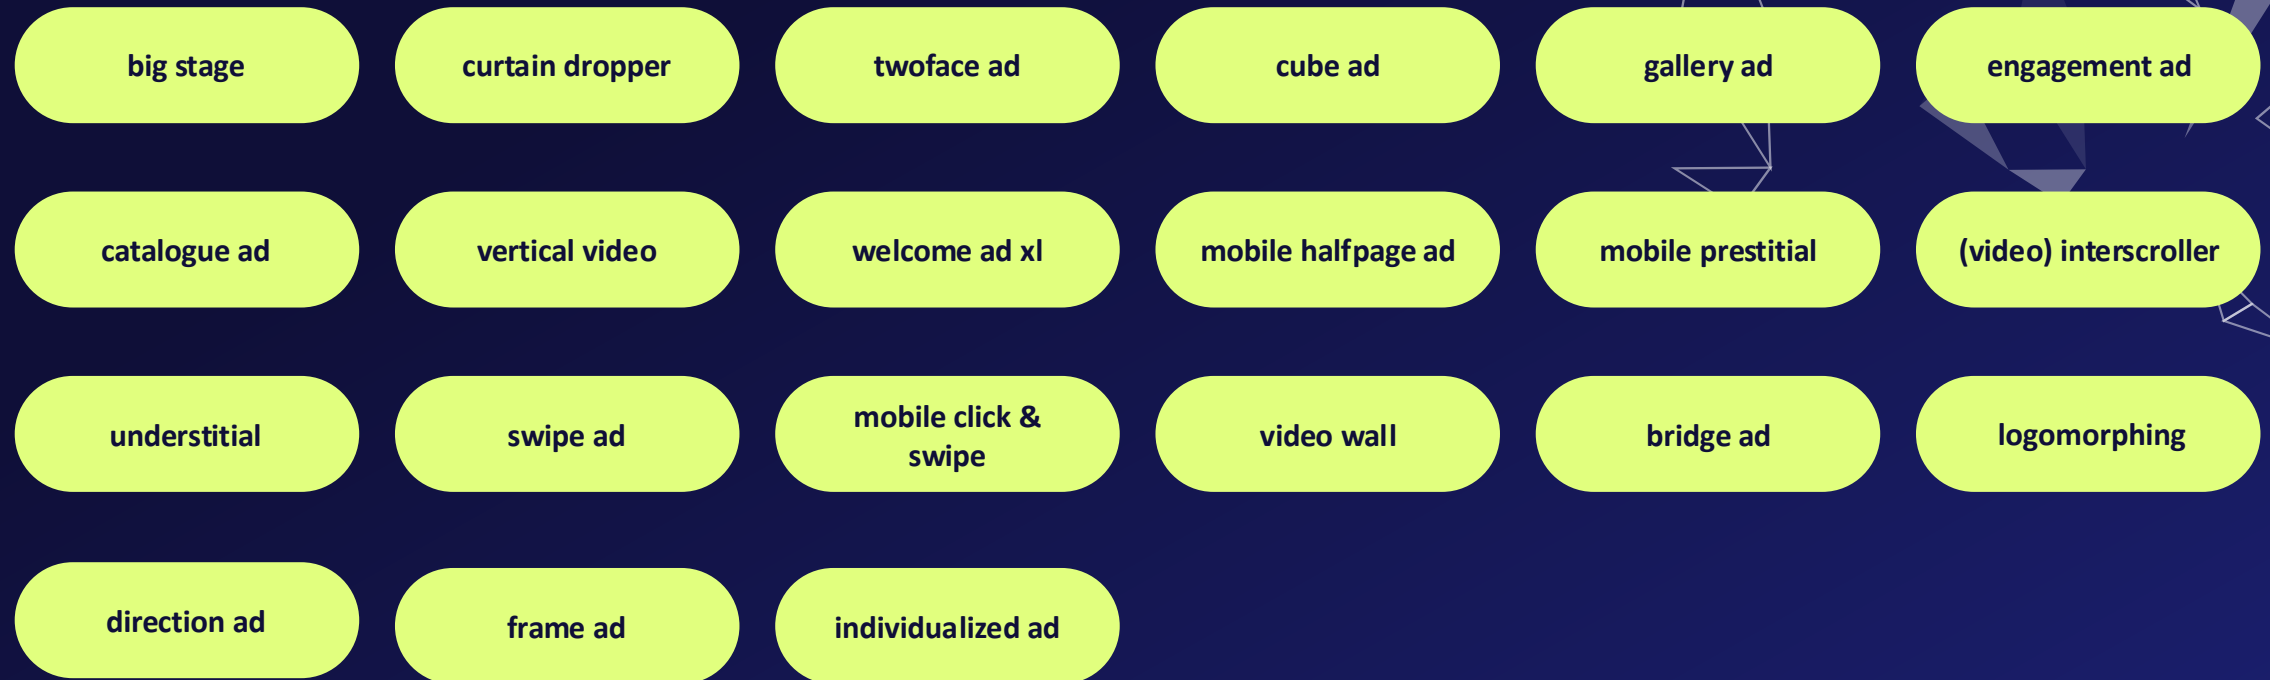 big stage
curtain dropper
twoface ad
cube ad
gallery ad
engagement ad
catalogue ad
vertical video
welcome ad xl
mobile halfpage ad
mobile prestitial
(video) interscroller
understitial
swipe ad
mobile click &
swipe
video wall
bridge ad
logomorphing
direction ad
frame ad
individualized ad